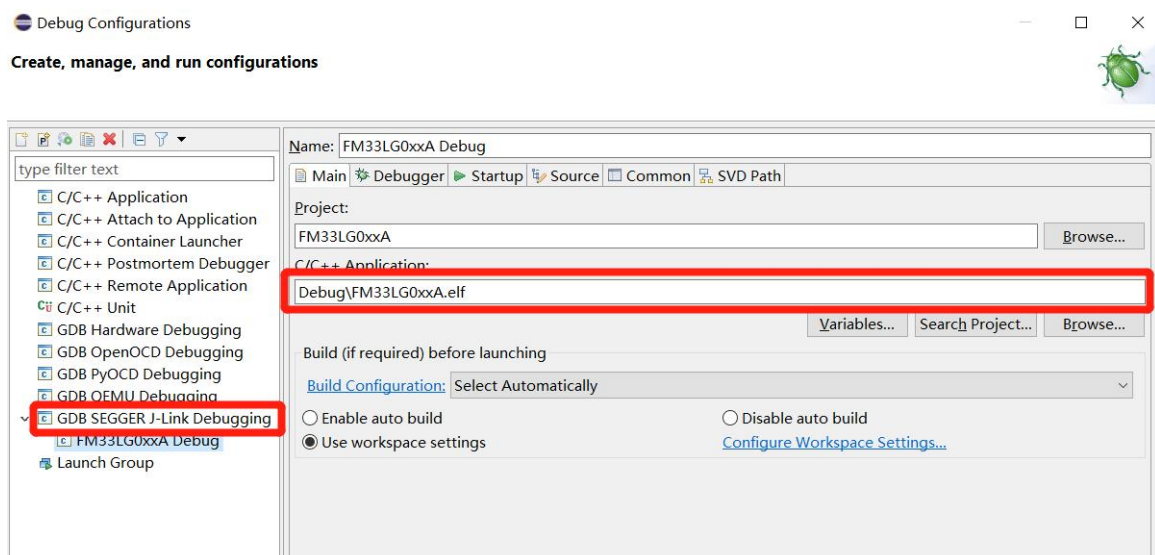 Debug Configurations
Create, manage, and run configurations
type filter text
C/C++ Application
C/C++ Attach to Application
C/C++ Container Launcher
C/C++ Postmortem Debugger
C/C++ Remote Application
C/C++ Unit
GDB Hardware Debugging
GDB OpenOCD Debugging
GDB PyOCD Debugging
GDB QEMU Debugging
GDB SEGGER J-Link Debugging
FM33LG0xxA Debug
Launch Group
Name: FM33LG0xxA Debug
Main Debugger Startup Source Common SVD Path
Project:
FM33LG0xxA Browse...
C/C++ Application:
Debug\FM33LG0xxA.elf
Variables... Search Project... Browse...
Build (if required) before launching
Build Configuration: Select Automatically
Enable auto build Disable auto build
Use workspace settings Configure Workspace Settings...